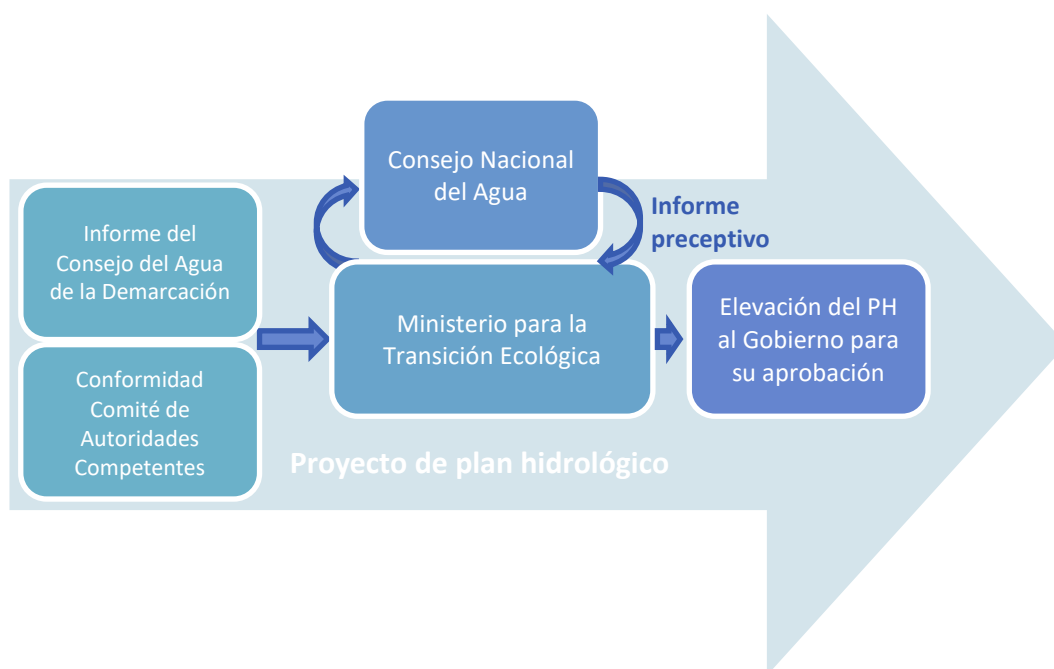 Consejo Nacional
del Agua
Informe
preceptivo
Informe del
Consejo del Agua
de la Demarcación
Ministerio para la
Transición Ecológica
Elevación del PH
al Gobierno para
su aprobación
Conformidad
Comité de
Autoridades
Competentes
Proyecto de plan hidrológico